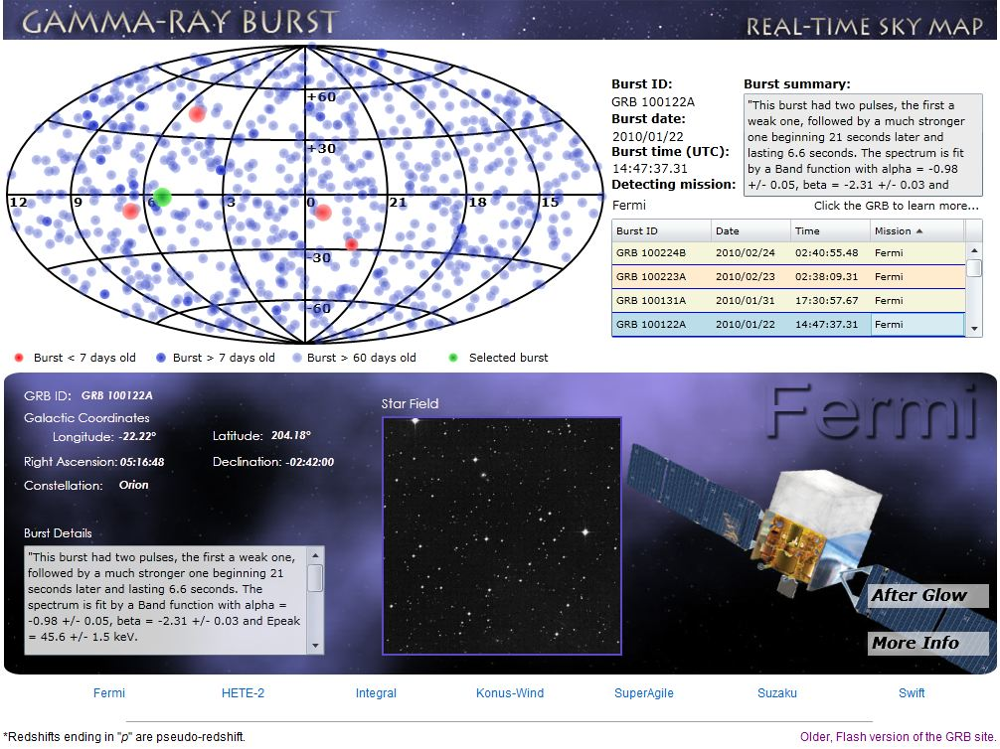 GAMMA-RAY BURST
REAL-TIME SKY MAP
+60
+30
12 9 6 3 0 21 18 15
-30
-60
Burst < 7 days old Burst > 7 days old Burst > 60 days old Selected burst
Burst ID:
GRB 100122A
Burst date:
2010/01/22
Burst time (UTC):
14:47:37.31
Detecting mission:
Fermi
Burst summary:
"This burst had two pulses, the first a
weak one, followed by a much stronger
one beginning 21 seconds later and
lasting 6.6 seconds. The spectrum is fit
by a Band function with alpha = -0.98
+/- 0.05, beta = -2.31 +/- 0.03 and
Click the GRB to learn more...
Burst ID Date Time Mission
GRB 100224B 2010/02/24 02:40:55.48 Fermi
GRB 100223A 2010/02/23 02:38:09.31 Fermi
GRB 100131A 2010/01/31 17:30:57.67 Fermi
GRB 100122A 2010/01/22 14:47:37.31 Fermi
GRB ID: GRB 100122A
Galactic Coordinates
Longitude: -22.22° Latitude: 204.18°
Right Ascension: 05:16:48 Declination: -02:42:00
Constellation: Orion
Burst Details
"This burst had two pulses, the first a weak one,
followed by a much stronger one beginning 21
seconds later and lasting 6.6 seconds. The
spectrum is fit by a Band function with alpha =
-0.98 +/- 0.05, beta = -2.31 +/- 0.03 and Epeak
= 45.6 +/- 1.5 keV.
Star Field
Fermi
After Glow
More Info
Fermi HETE-2 Integral Konus-Wind SuperAgile Suzaku Swift
*Redshifts ending in "p" are pseudo-redshift.
Older, Flash version of the GRB site.